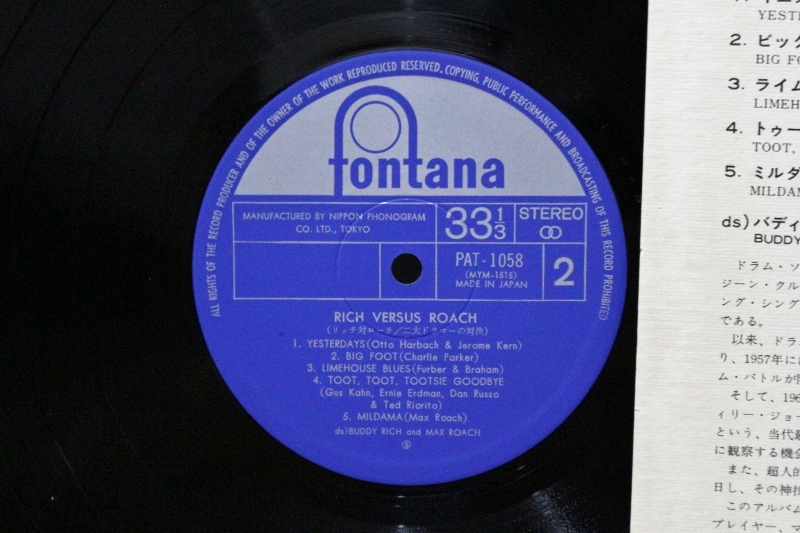 ALL RIGHTS OF THE RECORD PRODUCER AND OF THE OWNER OF THE WORK REPRODUCED RESERVED. COPYING, PUBLIC PERFORMANCE AND BROADCASTING OF THIS RECORD PROHIBITED
fontana
MANUFACTURED BY NIPPON PHONOGRAM
CO. LTD., TOKYO
33 1/3
STEREO
PAT-1058
(MYM-1515)
MADE IN JAPAN
2
RICH VERSUS ROACH
(リッチ対ローチ/二大ドラマーの対決)
1. YESTERDAYS(Otto Harbach & Jerome Kern)
2. BIG FOOT(Charlie Parker)
3. LIMEHOUSE BLUES(Furber & Braham)
4. TOOT, TOOT, TOOTSIE GOODBYE
(Gus Kahn, Ernie Erdman, Dan Russo
& Ted Riorito)
5. MILDAMA(Max Roach)
ds)BUDDY RICH and MAX ROACH
Ⓢ
YESTE
2. ビッグ
BIG FO
3. ライム
LIMEH
4. トゥー
TOOT,
5. ミルダ
MILDAM
ds)バディ
BUDDY
ドラム・ソ
ジーン・クル
ング・シング
である。
以来、ドラ
り、1957年に
ム・バトルが
そして、196
ィリー・ジョー
という、当代最
に観察する機会
また、超人的
日し、その神技
このアルバム
プレイヤー、マ